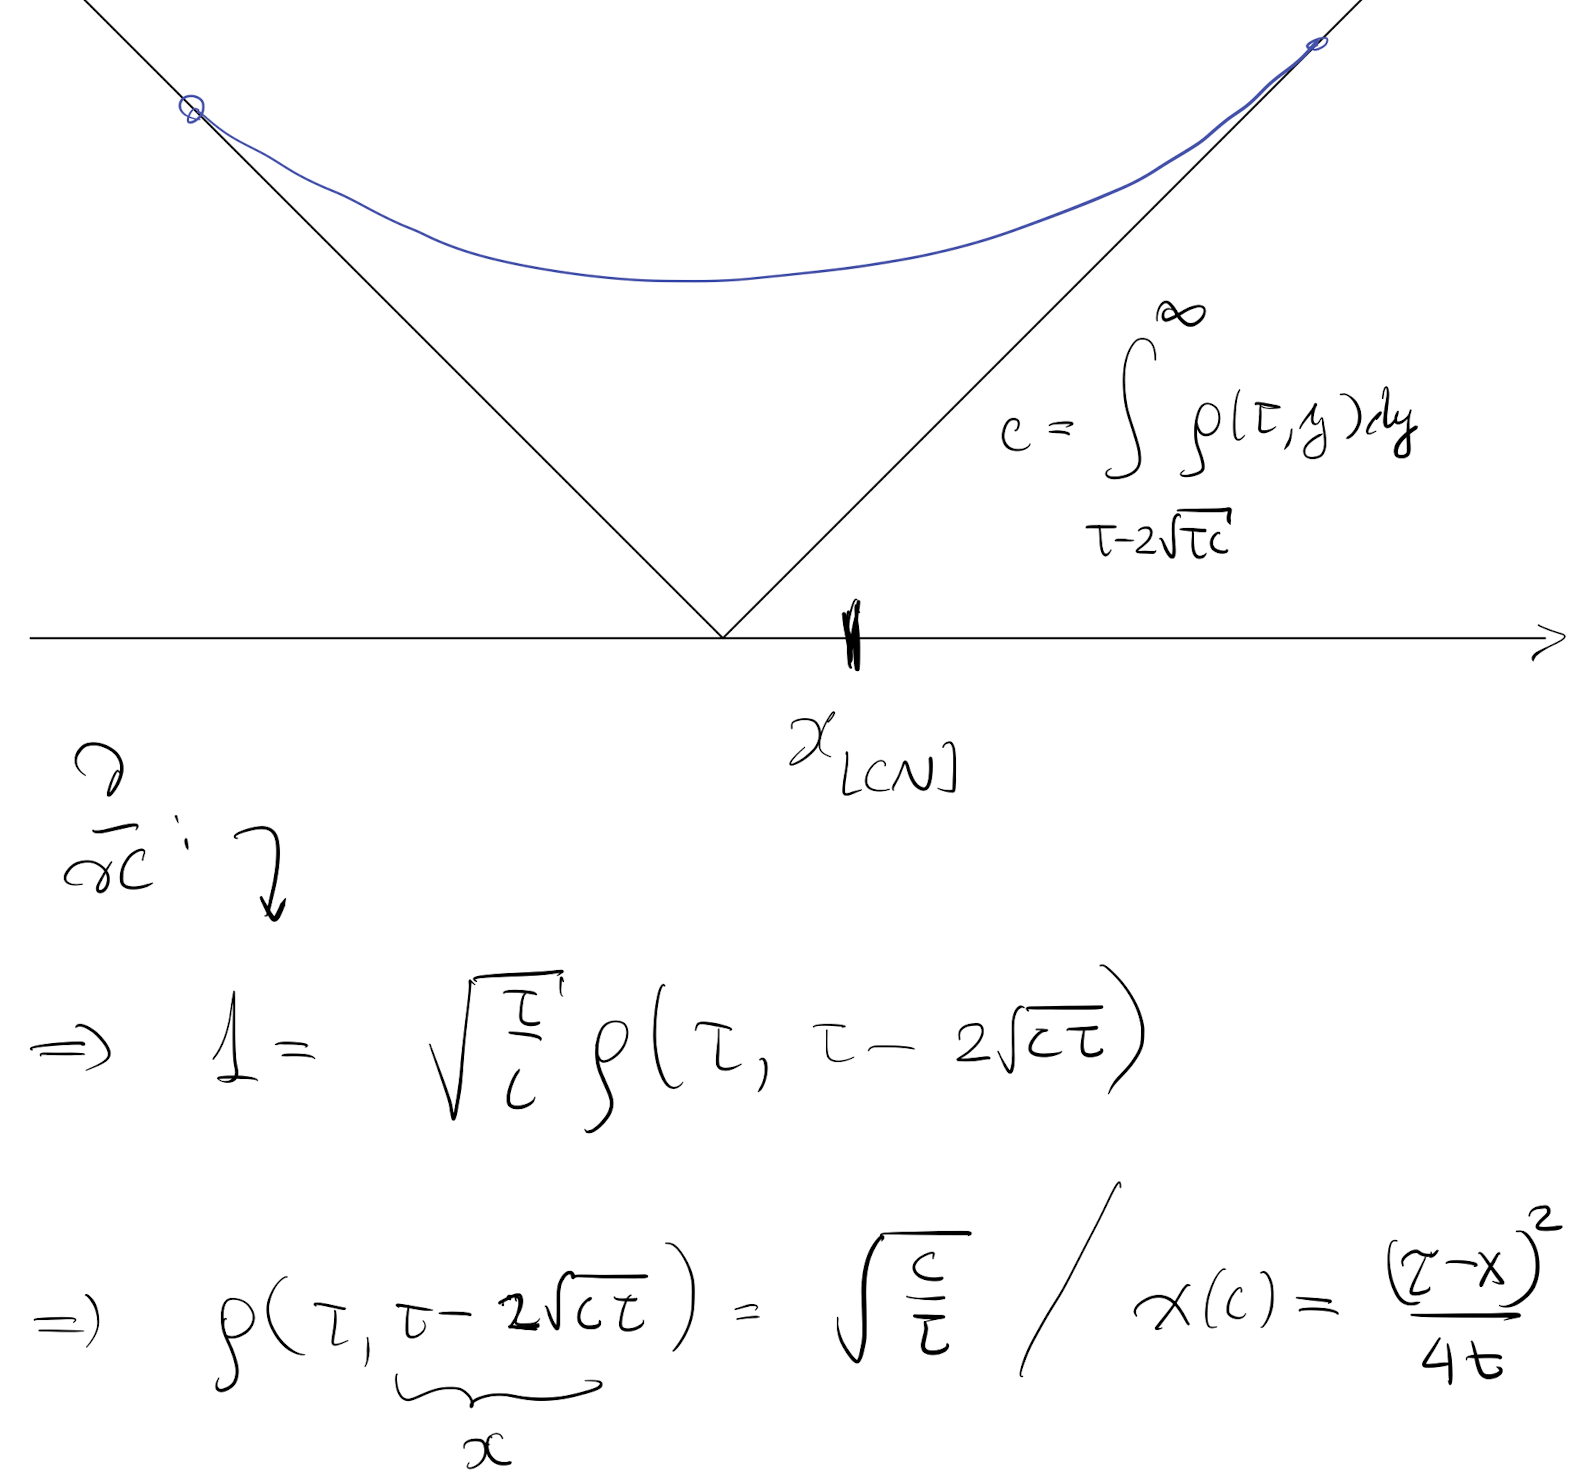 c = ∫_{τ-2√(τc)}^{∞} ρ(τ,y)dy
x_{[cN]}
∂/∂c :
⇒ 1 = √(τ/c) ρ(τ, τ - 2√(cτ))
⇒ ρ(τ, τ - 2√(cτ)) = √(c/τ) / x(c) = (τ-x)²/4t
x